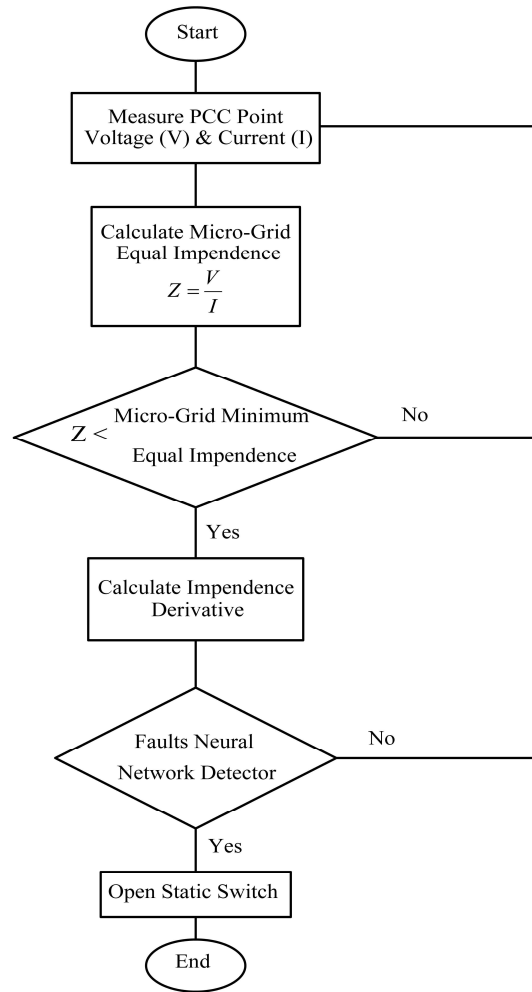 Start
Measure PCC Point
Voltage (V) & Current (I)
Calculate Micro-Grid
Equal Impendence
Z = V/I
Z < Micro-Grid Minimum
Equal Impendence
No
Yes
Calculate Impendence
Derivative
Faults Neural
Network Detector
No
Yes
Open Static Switch
End